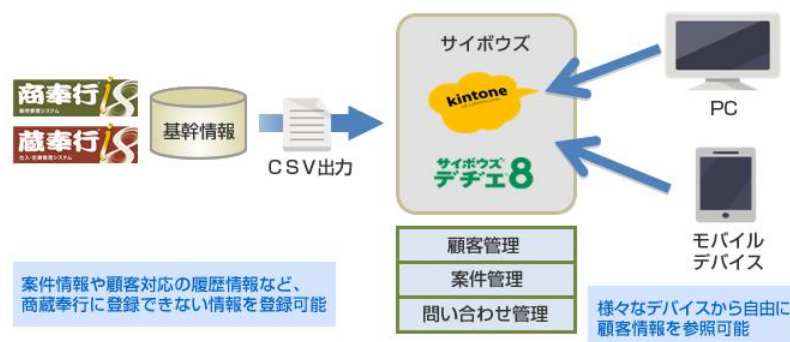 商奉行i8
販売管理システム
蔵奉行i8
仕入・在庫管理システム
基幹情報
CSV出力
サイボウズ
kintone
サイボウズ
デヂエ8
PC
モバイル
デバイス
顧客管理
案件管理
問い合わせ管理
案件情報や顧客対応の履歴情報など、
商蔵奉行に登録できない情報を登録可能
様々なデバイスから自由に
顧客情報を参照可能